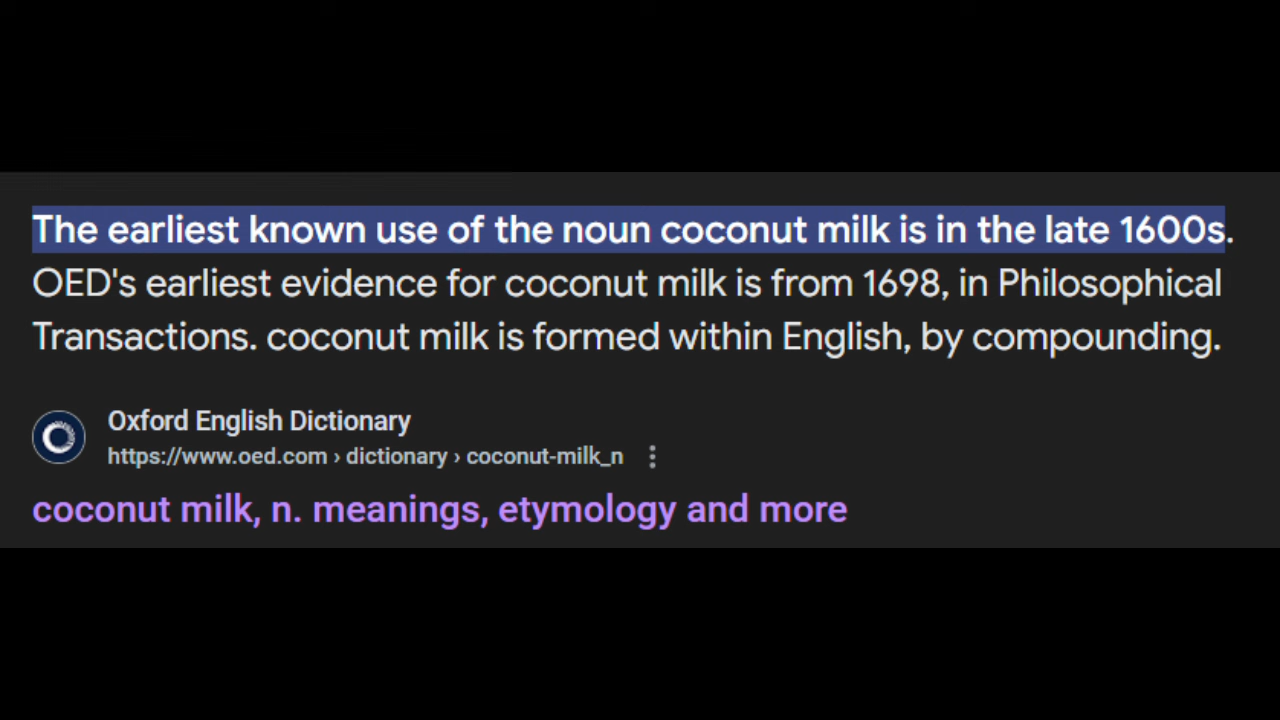 The earliest known use of the noun coconut milk is in the late 1600s.
OED's earliest evidence for coconut milk is from 1698, in Philosophical
Transactions. coconut milk is formed within English, by compounding.
Oxford English Dictionary
https://www.oed.com › dictionary › coconut-milk_n
coconut milk, n. meanings, etymology and more